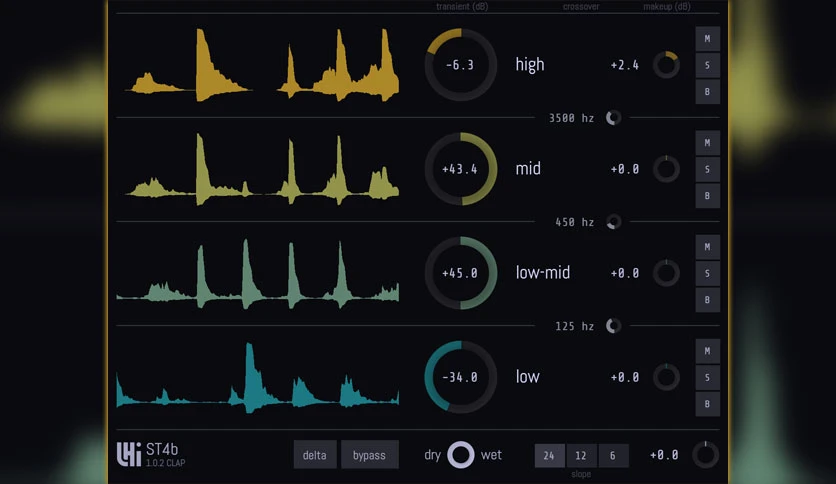 transient (dB) crossover makeup (dB)
-6.3 high +2.4 M
S
B
3500 hz
+43.4 mid +0.0 M
S
B
450 hz
+45.0 low-mid +0.0 M
S
B
125 hz
-34.0 low +0.0 M
S
B
LHi ST4b
1.0.2 CLAP
delta bypass dry wet 24 12 6 +0.0
slope